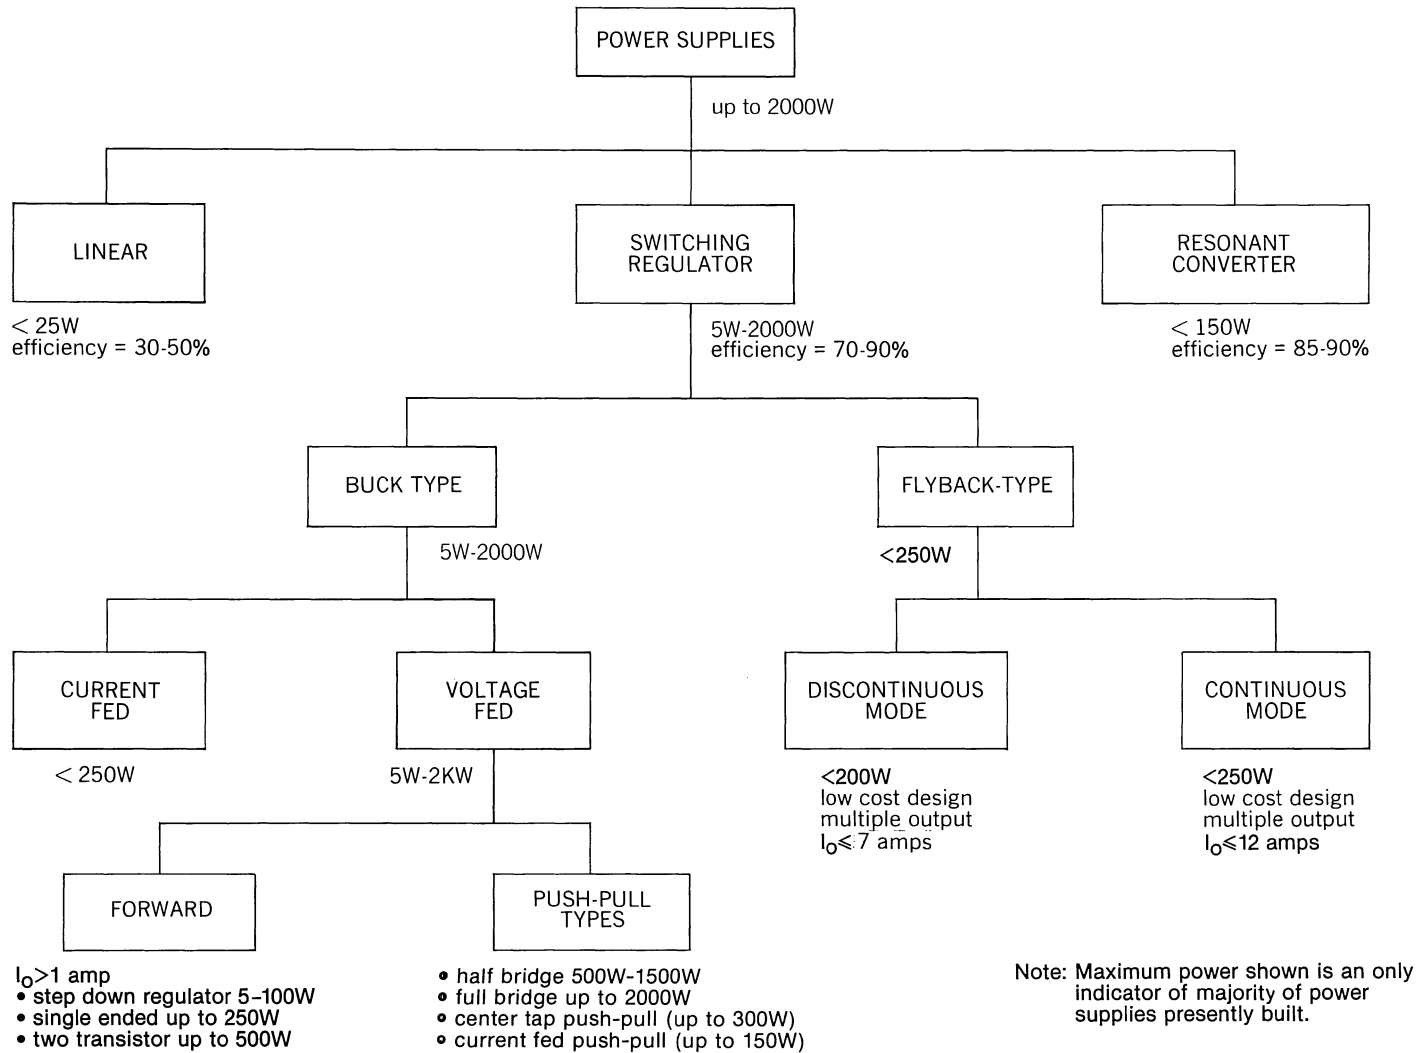 POWER SUPPLIES
up to 2000W
LINEAR
< 25W
efficiency = 30-50%
SWITCHING
REGULATOR
5W-2000W
efficiency = 70-90%
RESONANT
CONVERTER
< 150W
efficiency = 85-90%
BUCK TYPE
5W-2000W
FLYBACK-TYPE
<250W
CURRENT
FED
< 250W
VOLTAGE
FED
5W-2KW
DISCONTINUOUS
MODE
<200W
low cost design
multiple output
Io⩽7 amps
CONTINUOUS
MODE
<250W
low cost design
multiple output
Io⩽12 amps
FORWARD
Io>1 amp
• step down regulator 5-100W
• single ended up to 250W
• two transistor up to 500W
PUSH-PULL
TYPES
• half bridge 500W-1500W
• full bridge up to 2000W
• center tap push-pull (up to 300W)
• current fed push-pull (up to 150W)
Note: Maximum power shown is an only
indicator of majority of power
supplies presently built.